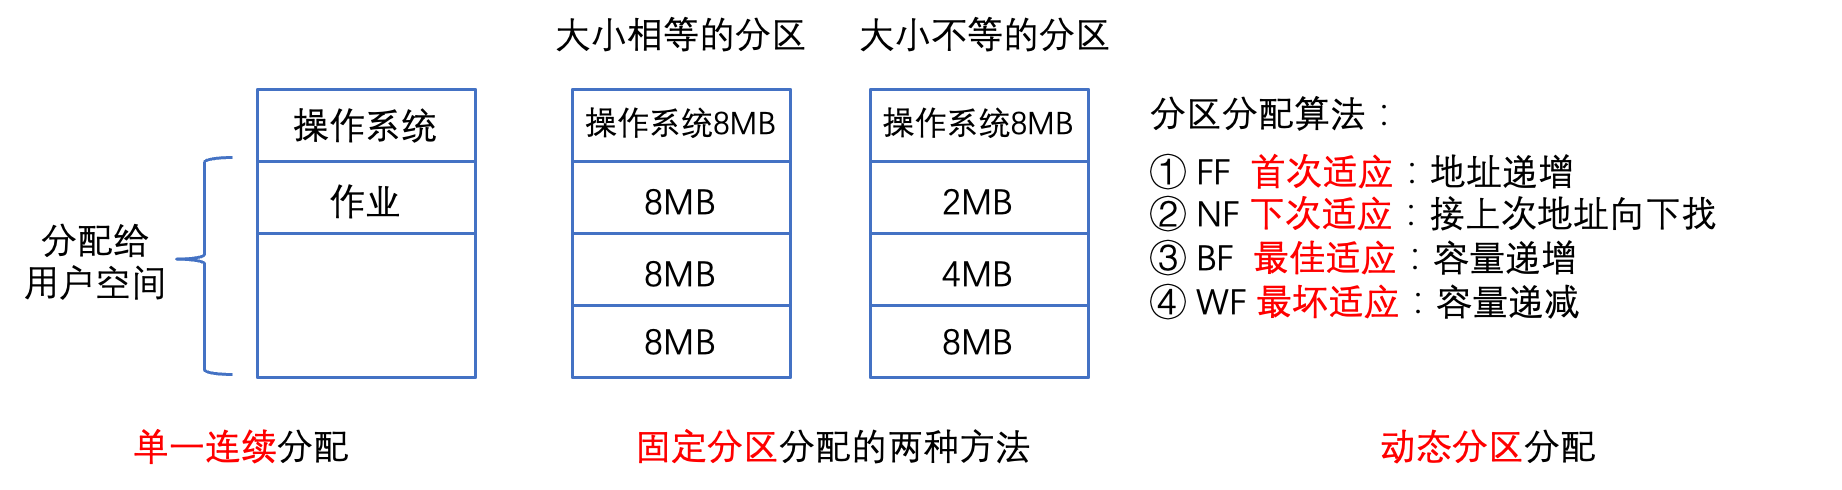 大小相等的分区
大小不等的分区
操作系统
作业
分配给
用户空间
操作系统8MB
8MB
8MB
8MB
操作系统8MB
2MB
4MB
8MB
分区分配算法：
① FF 首次适应：地址递增
② NF 下次适应：接上次地址向下找
③ BF 最佳适应：容量递增
④ WF 最坏适应：容量递减
单一连续分配
固定分区分配的两种方法
动态分区分配